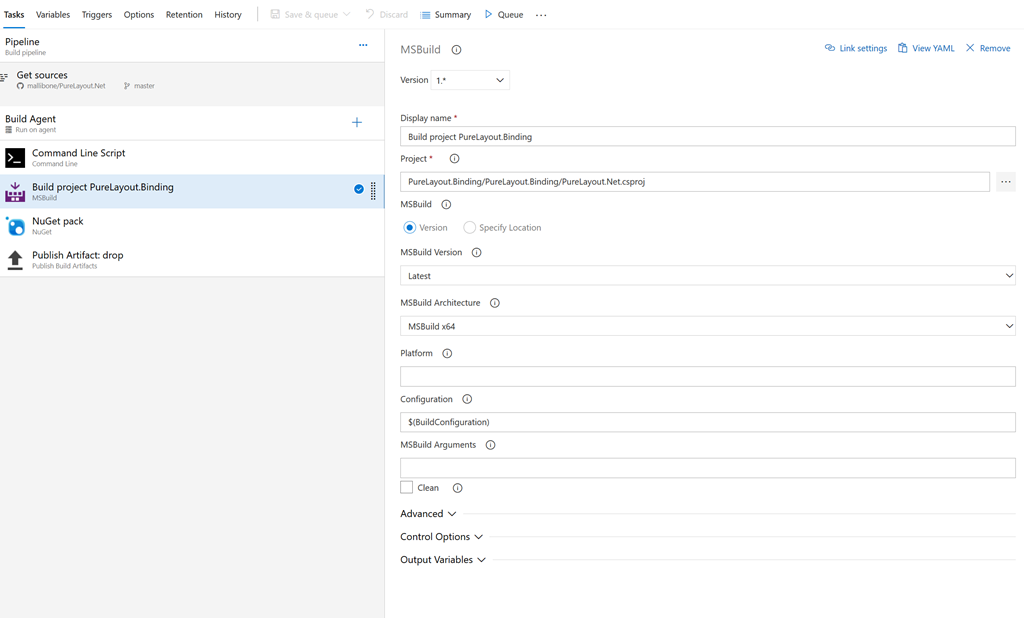 Tasks Variables Triggers Options Retention History Save & queue Discard Summary Queue ...
Pipeline ...
Build pipeline
Get sources
mallibone/PureLayout.Net master
Build Agent
Run on agent
Command Line Script
Command Line
Build project PureLayout.Binding
MSBuild
NuGet pack
NuGet
Publish Artifact: drop
Publish Build Artifacts
MSBuild Link settings View YAML Remove
Version 1.*
Display name *
Build project PureLayout.Binding
Project *
PureLayout.Binding/PureLayout.Binding/PureLayout.Net.csproj ...
MSBuild
Version Specify Location
MSBuild Version
Latest
MSBuild Architecture
MSBuild x64
Platform
Configuration
$(BuildConfiguration)
MSBuild Arguments
Clean
Advanced
Control Options
Output Variables